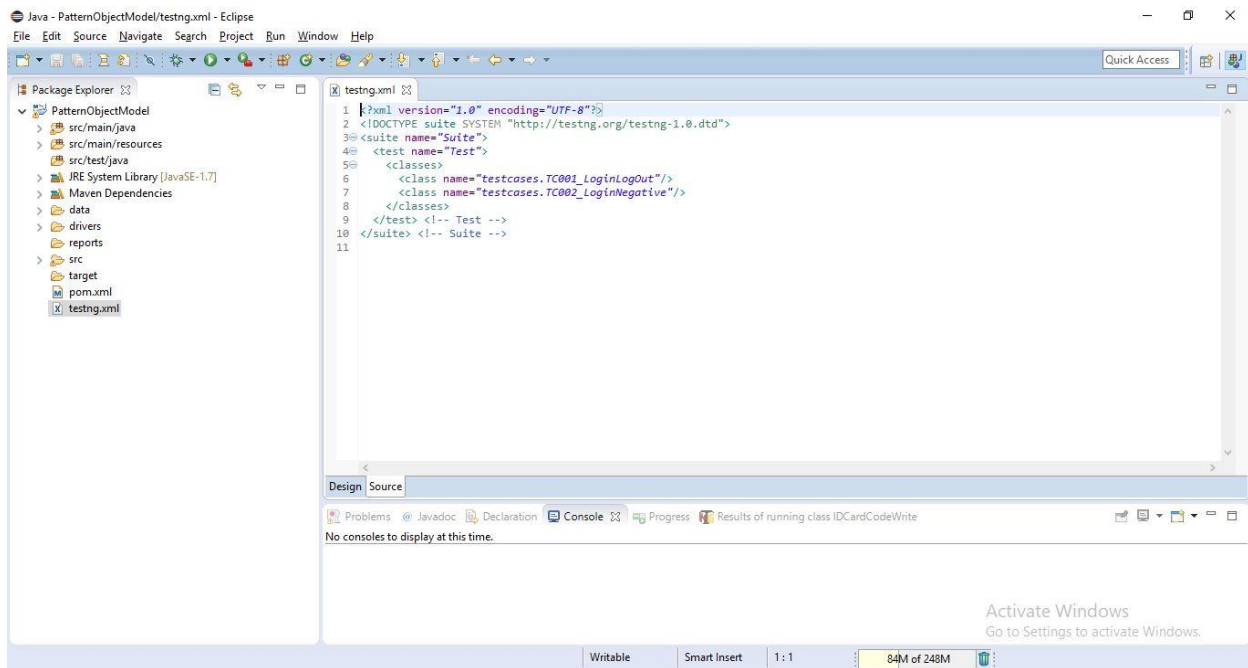 Java - PatternObjectModel/testng.xml - Eclipse
File Edit Source Navigate Search Project Run Window Help
Quick Access
Package Explorer
PatternObjectModel
src/main/java
src/main/resources
src/test/java
JRE System Library [JavaSE-1.7]
Maven Dependencies
data
drivers
reports
src
target
pom.xml
testng.xml
testng.xml
1 <?xml version="1.0" encoding="UTF-8"?>
2 <!DOCTYPE suite SYSTEM "http://testng.org/testng-1.0.dtd">
3 <suite name="Suite">
4 <test name="Test">
5 <classes>
6 <class name="testcases.TC001_LoginLogOut"/>
7 <class name="testcases.TC002_LoginNegative"/>
8 </classes>
9 </test> <!-- Test -->
10 </suite> <!-- Suite -->
11
Design Source
Problems @ Javadoc Declaration Console Progress Results of running class IDCardCodeWrite
No consoles to display at this time.
Activate Windows
Go to Settings to activate Windows.
Writable Smart Insert 1 : 1 84M of 248M